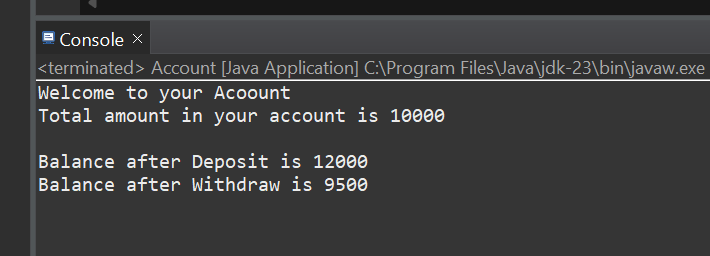 Console ×
<terminated> Account [Java Application] C:\Program Files\Java\jdk-23\bin\javaw.exe
Welcome to your Acoount
Total amount in your account is 10000
Balance after Deposit is 12000
Balance after Withdraw is 9500